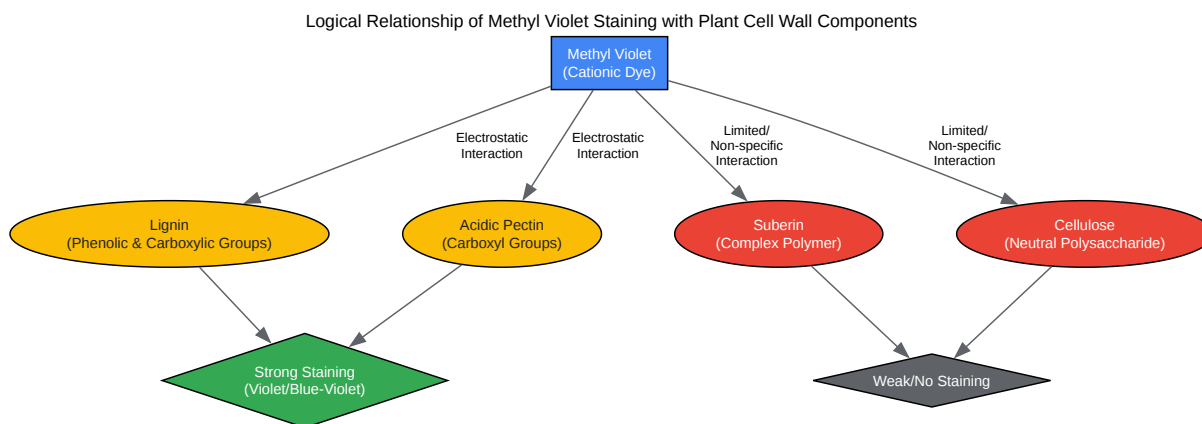 Logical Relationship of Methyl Violet Staining with Plant Cell Wall Components
Methyl Violet
(Cationic Dye)
Electrostatic
Interaction
Electrostatic
Interaction
Limited/
Non-specific
Interaction
Limited/
Non-specific
Interaction
Lignin
(Phenolic & Carboxylic Groups)
Acidic Pectin
(Carboxyl Groups)
Suberin
(Complex Polymer)
Cellulose
(Neutral Polysaccharide)
Strong Staining
(Violet/Blue-Violet)
Weak/No Staining